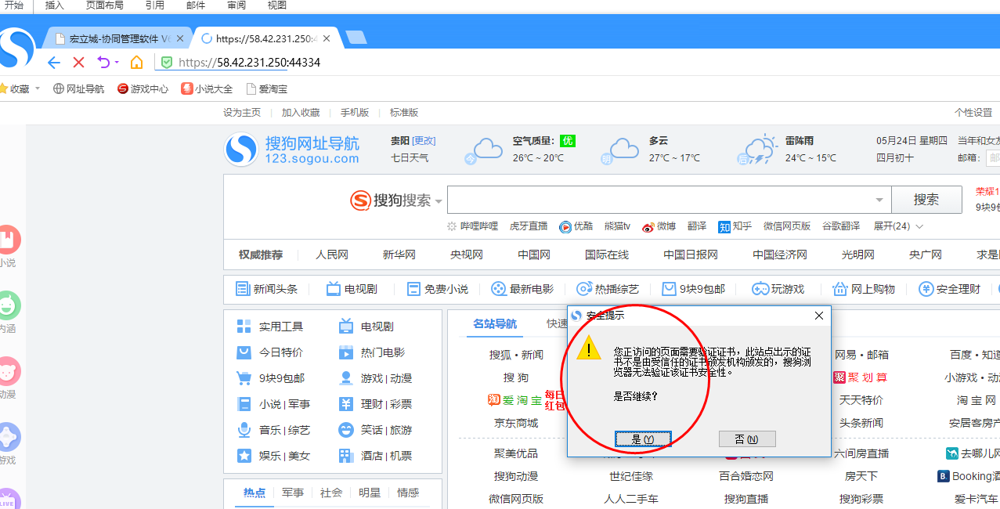 开始 插入 页面布局 引用 邮件 审阅 视图
宏立城-协同管理软件 V6 https://58.42.231.250:4
https://58.42.231.250:44334
收藏 网址导航 游戏中心 小说大全 爱淘宝
设为主页 加入收藏 手机版 标准版 个性设置
搜狗网址导航
123.sogou.com
贵阳 [更改]
七日天气
今
空气质量: 优
26℃ ~ 20℃
明
多云
27℃ ~ 17℃
后
雷阵雨
24℃ ~ 15℃
05月24日 星期四 当年和女友
四月初十 邮箱: 邮
搜狗搜索 搜索
荣耀1
9块9包
哔哩哔哩 虎牙直播 优酷 熊猫tv 微博 翻译 知乎 微信网页版 谷歌翻译 展开(24)
权威推荐 人民网 新华网 央视网 中国网 国际在线 中国日报网 中国经济网 光明网 央广网 求是
新闻头条 电视剧 免费小说 最新电影 热播综艺 9块9包邮 玩游戏 网上购物 安全理财
小说
内涵
动漫
游戏
LIVE
实用工具 电视剧
今日特价 热门电影
9块9包邮 游戏 | 动漫
小说 | 军事 理财 | 彩票
音乐 | 综艺 笑话 | 旅游
娱乐 | 美女 酒店 | 机票
热点 军事 社会 明星 情感
名站导航 快速
搜狐 • 新闻
搜 狗
爱 淘 宝 每日
红包
京东商城
安全提示
您正访问的页面需要验证证书，此站点出示的证
书不是由受信任的证书颁发机构颁发的，搜狗浏
览器无法验证该证书安全性。
是否继续?
是(Y) 否(N)
网易 • 邮箱 百度 • 知道
聚划算 小游戏 • 动
天天特价 淘 宝 网
头条新闻 安居客房产
聚美优品 六间房直播 去哪儿网
搜狗动漫 世纪佳缘 百合婚恋网 房天下 Booking酒
微信网页版 人人二手车 搜狗直播 搜狗彩票 爱卡汽车